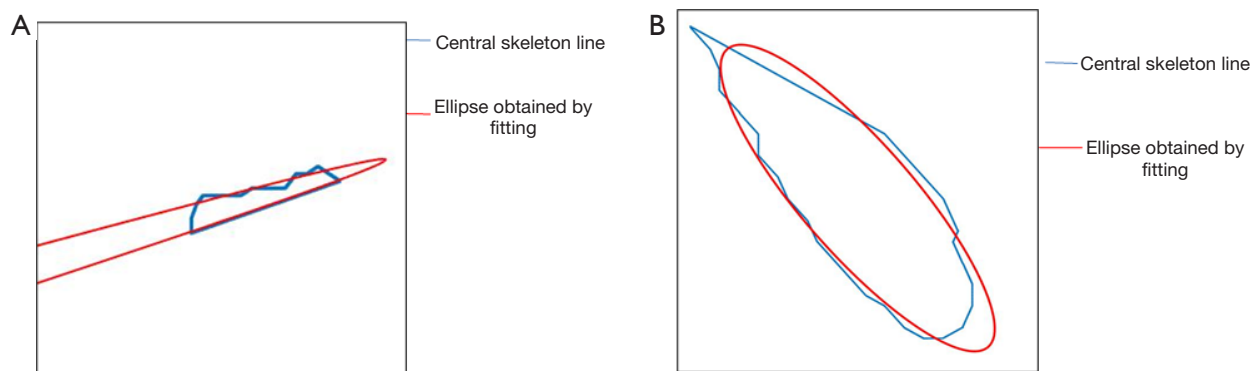 A
Central skeleton line
Ellipse obtained by
fitting
B
Central skeleton line
Ellipse obtained by
fitting